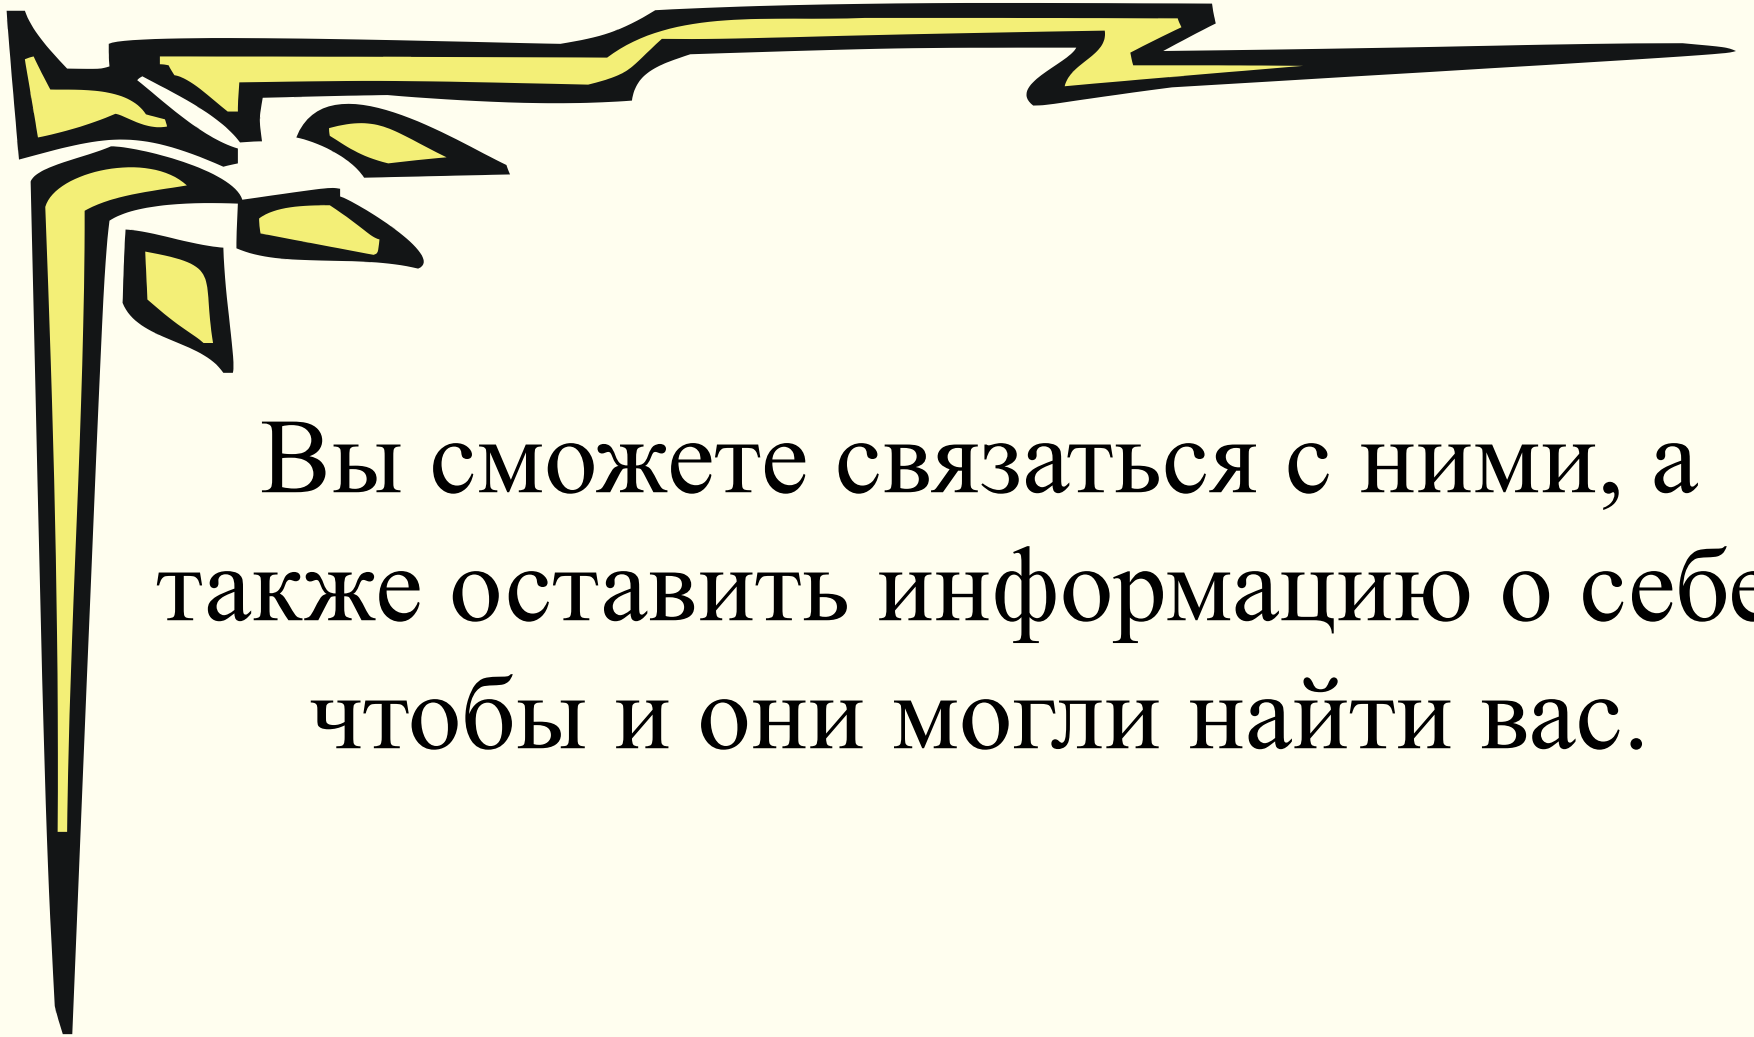 Вы сможете связаться с ними, а
также оставить информацию о себе
чтобы и они могли найти вас.